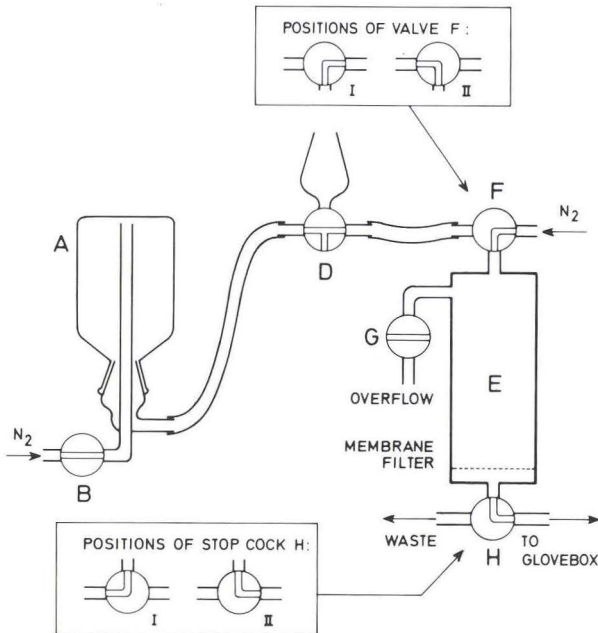 POSITIONS OF VALVE F :
I
II
F
N2
A
D
G
E
OVERFLOW
MEMBRANE
FILTER
N2
B
WASTE
H
TO
GLOVEBOX
POSITIONS OF STOP COCK H:
I
II